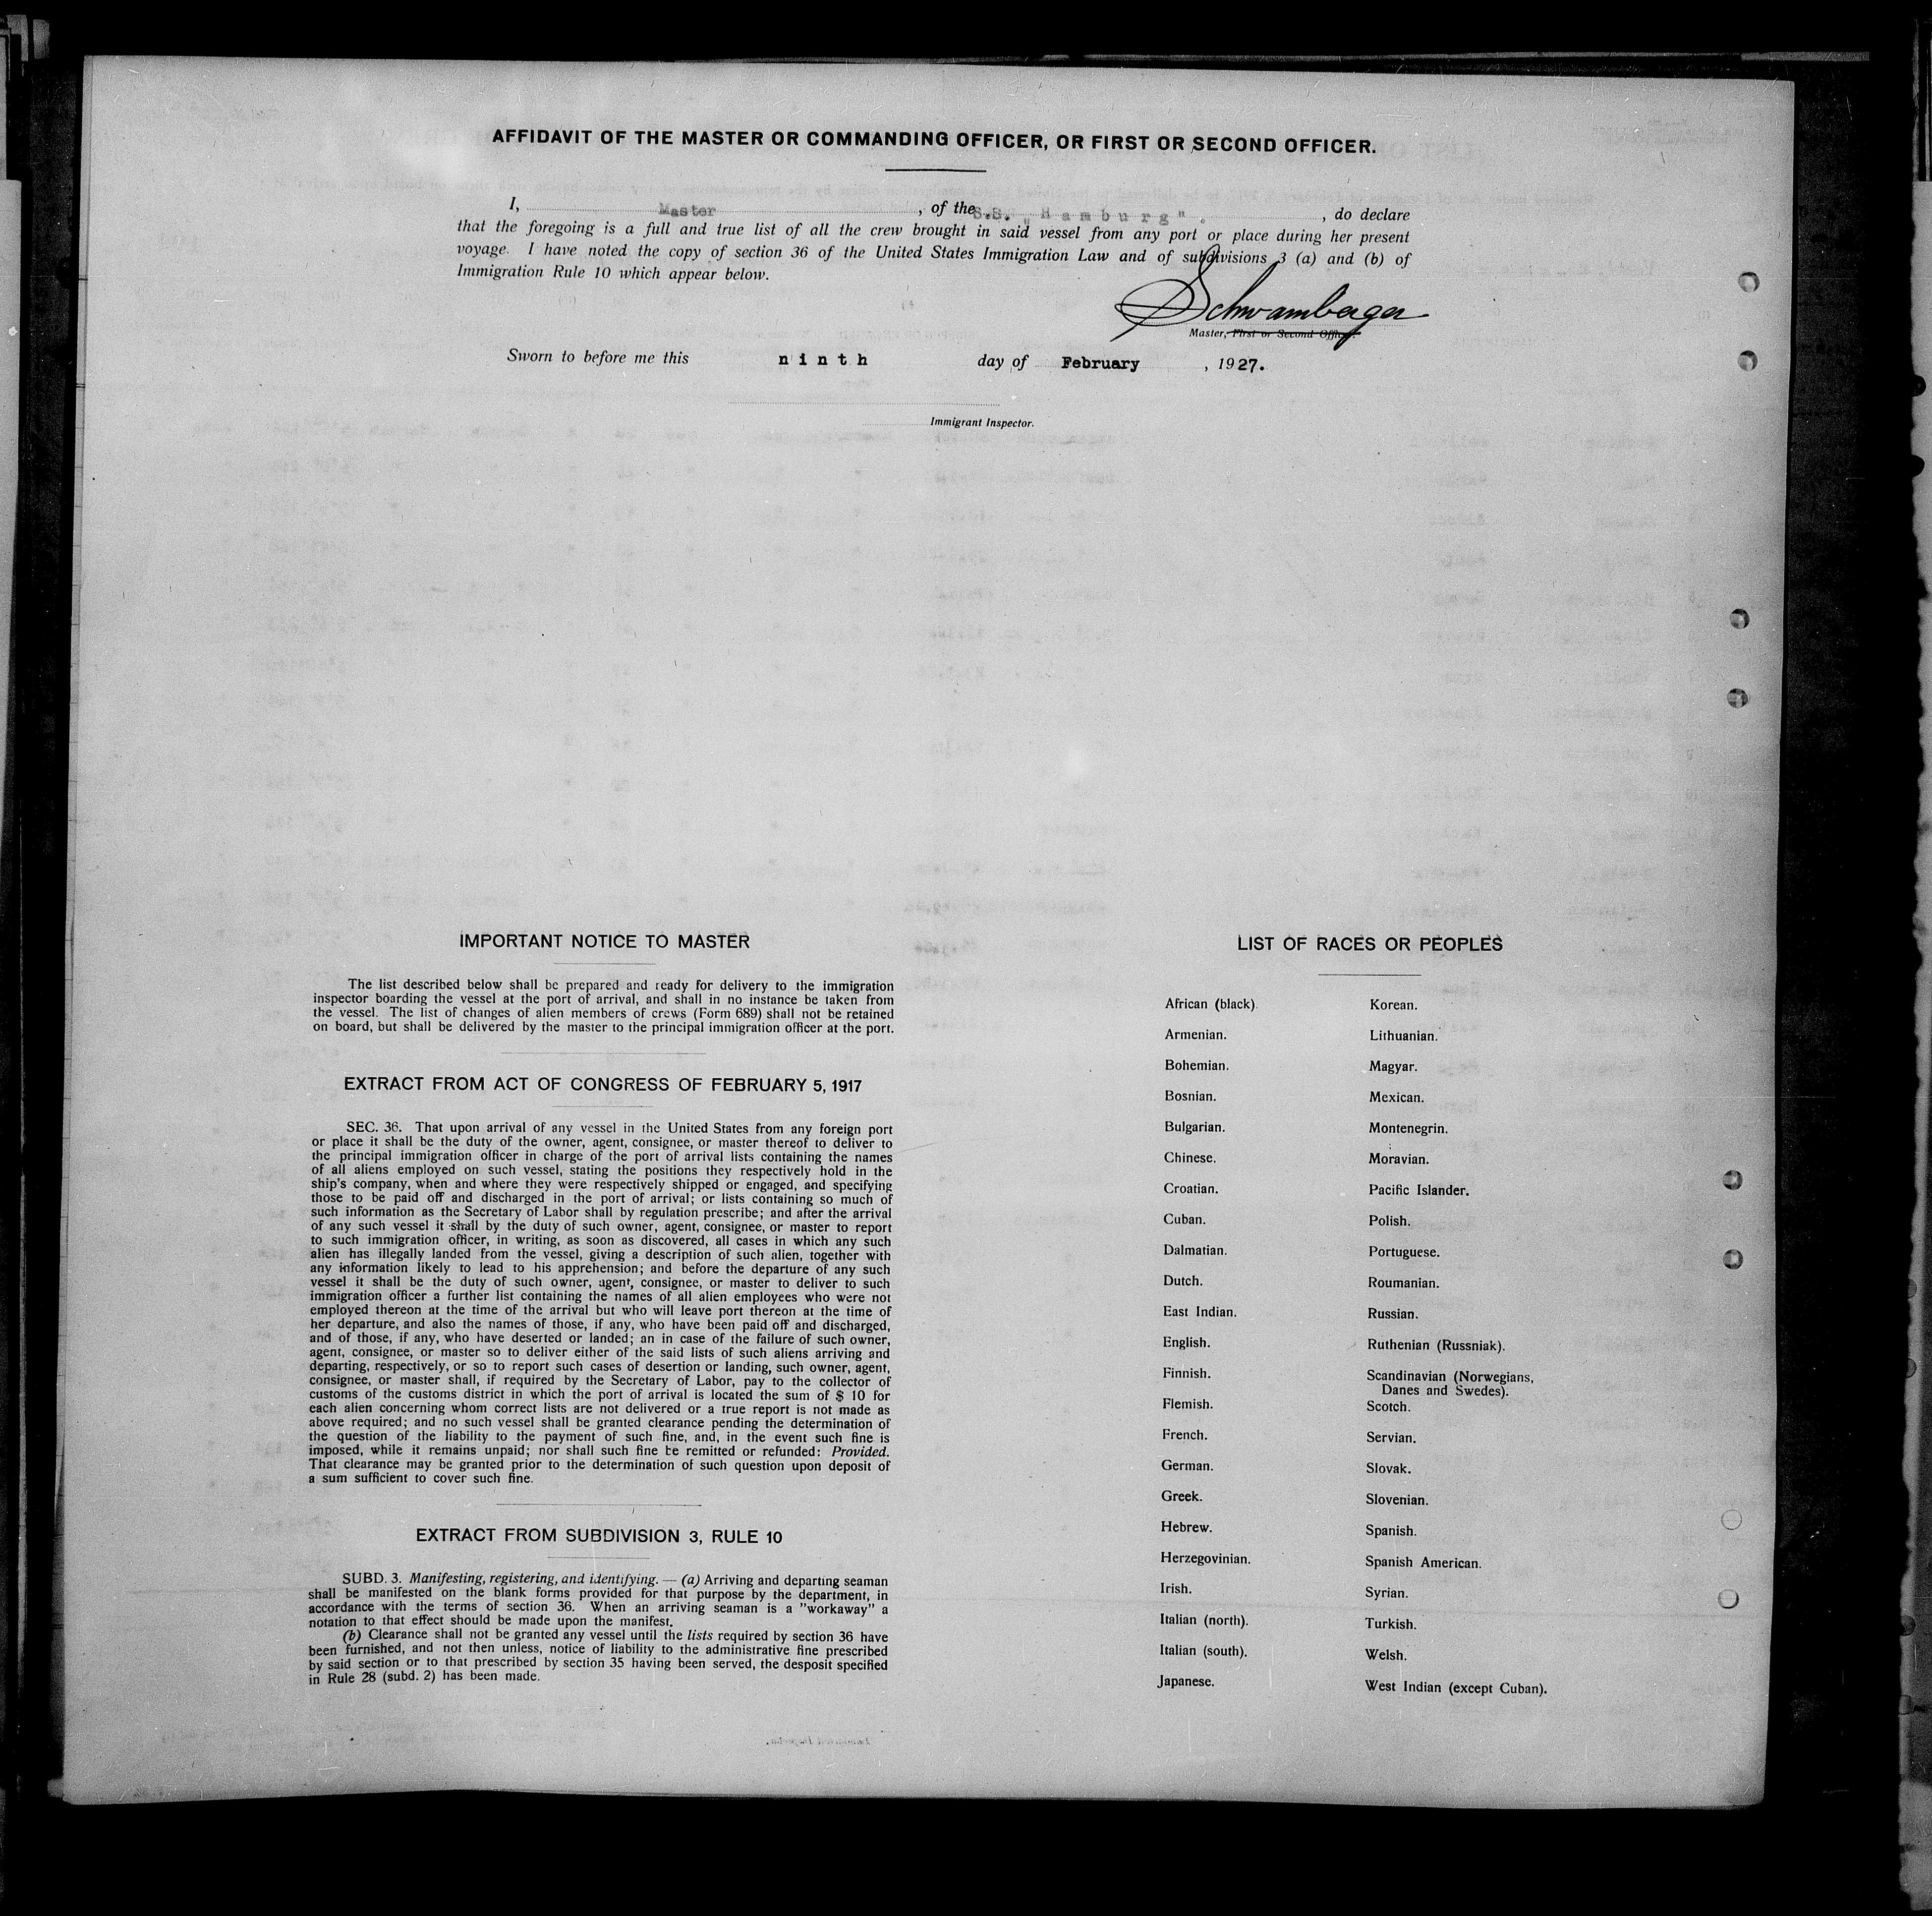 AFFIDAVIT OF THE MASTER OR COMMANDING OFFICER, OR FIRST OR SECOND OFFICER.
I, Master , of the S.S. „Hamburg". , do declare
that the foregoing is a full and true list of all the crew brought in said vessel from any port or place during her present
voyage. I have noted the copy of section 36 of the United States Immigration Law and of subdivisions 3 (a) and (b) of
Immigration Rule 10 which appear below.
Schwamberger
Master, First or Second Officer.
Sworn to before me this ninth day of February , 1927.
Immigrant Inspector.
IMPORTANT NOTICE TO MASTER
The list described below shall be prepared and ready for delivery to the immigration
inspector boarding the vessel at the port of arrival, and shall in no instance be taken from
the vessel. The list of changes of alien members of crews (Form 689) shall not be retained
on board, but shall be delivered by the master to the principal immigration officer at the port.
EXTRACT FROM ACT OF CONGRESS OF FEBRUARY 5, 1917
SEC. 36. That upon arrival of any vessel in the United States from any foreign port
or place it shall be the duty of the owner, agent, consignee, or master thereof to deliver to
the principal immigration officer in charge of the port of arrival lists containing the names
of all aliens employed on such vessel, stating the positions they respectively hold in the
ship's company, when and where they were respectively shipped or engaged, and specifying
those to be paid off and discharged in the port of arrival; or lists containing so much of
such information as the Secretary of Labor shall by regulation prescribe; and after the arrival
of any such vessel it shall by the duty of such owner, agent, consignee, or master to report
to such immigration officer, in writing, as soon as discovered, all cases in which any such
alien has illegally landed from the vessel, giving a description of such alien, together with
any information likely to lead to his apprehension; and before the departure of any such
vessel it shall be the duty of such owner, agent, consignee, or master to deliver to such
immigration officer a further list containing the names of all alien employees who were not
employed thereon at the time of the arrival but who will leave port thereon at the time of
her departure, and also the names of those, if any, who have been paid off and discharged,
and of those, if any, who have deserted or landed; an in case of the failure of such owner,
agent, consignee, or master so to deliver either of the said lists of such aliens arriving and
departing, respectively, or so to report such cases of desertion or landing, such owner, agent,
consignee, or master shall, if required by the Secretary of Labor, pay to the collector of
customs of the customs district in which the port of arrival is located the sum of $ 10 for
each alien concerning whom correct lists are not delivered or a true report is not made as
above required; and no such vessel shall be granted clearance pending the determination of
the question of the liability to the payment of such fine, and, in the event such fine is
imposed, while it remains unpaid; nor shall such fine be remitted or refunded: Provided.
That clearance may be granted prior to the determination of such question upon deposit of
a sum sufficient to cover such fine.
EXTRACT FROM SUBDIVISION 3, RULE 10
SUBD. 3. Manifesting, registering, and identifying. — (a) Arriving and departing seaman
shall be manifested on the blank forms provided for that purpose by the department, in
accordance with the terms of section 36. When an arriving seaman is a "workaway" a
notation to that effect should be made upon the manifest.
(b) Clearance shall not be granted any vessel until the lists required by section 36 have
been furnished, and not then unless, notice of liability to the administrative fine prescribed
by said section or to that prescribed by section 35 having been served, the desposit specified
in Rule 28 (subd. 2) has been made.
LIST OF RACES OR PEOPLES
African (black).
Armenian.
Bohemian.
Bosnian.
Bulgarian.
Chinese.
Croatian.
Cuban.
Dalmatian.
Dutch.
East Indian.
English.
Finnish.
Flemish.
French.
German.
Greek.
Hebrew.
Herzegovinian.
Irish.
Italian (north).
Italian (south).
Japanese.
Korean.
Lithuanian.
Magyar.
Mexican.
Montenegrin.
Moravian.
Pacific Islander.
Polish.
Portuguese.
Roumanian.
Russian.
Ruthenian (Russniak).
Scandinavian (Norwegians,
Danes and Swedes).
Scotch.
Servian.
Slovak.
Slovenian.
Spanish.
Spanish American.
Syrian.
Turkish.
Welsh.
West Indian (except Cuban).